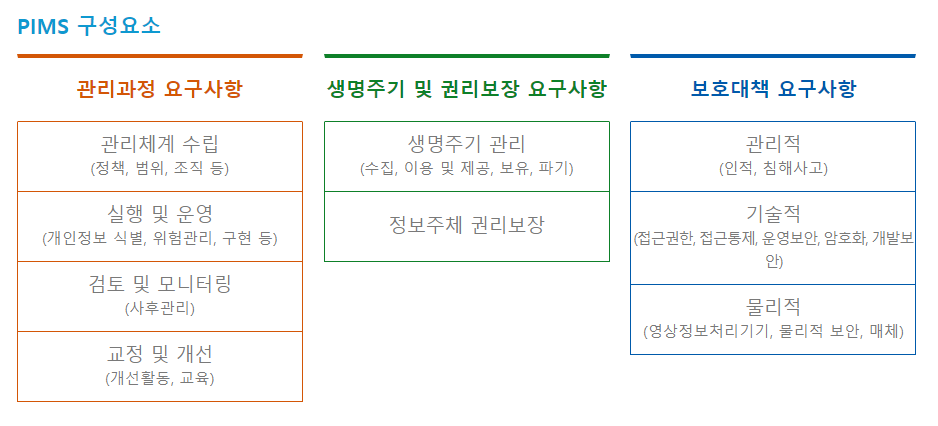 PIMS 구성요소
관리과정 요구사항
관리체계 수립
(정책, 범위, 조직 등)
실행 및 운영
(개인정보 식별, 위험관리, 구현 등)
검토 및 모니터링
(사후관리)
교정 및 개선
(개선활동, 교육)
생명주기 및 권리보장 요구사항
생명주기 관리
(수집, 이용 및 제공, 보유, 파기)
정보주체 권리보장
보호대책 요구사항
관리적
(인적, 침해사고)
기술적
(접근권한, 접근통제, 운영보안, 암호화, 개발보
안)
물리적
(영상정보처리기기, 물리적 보안, 매체)